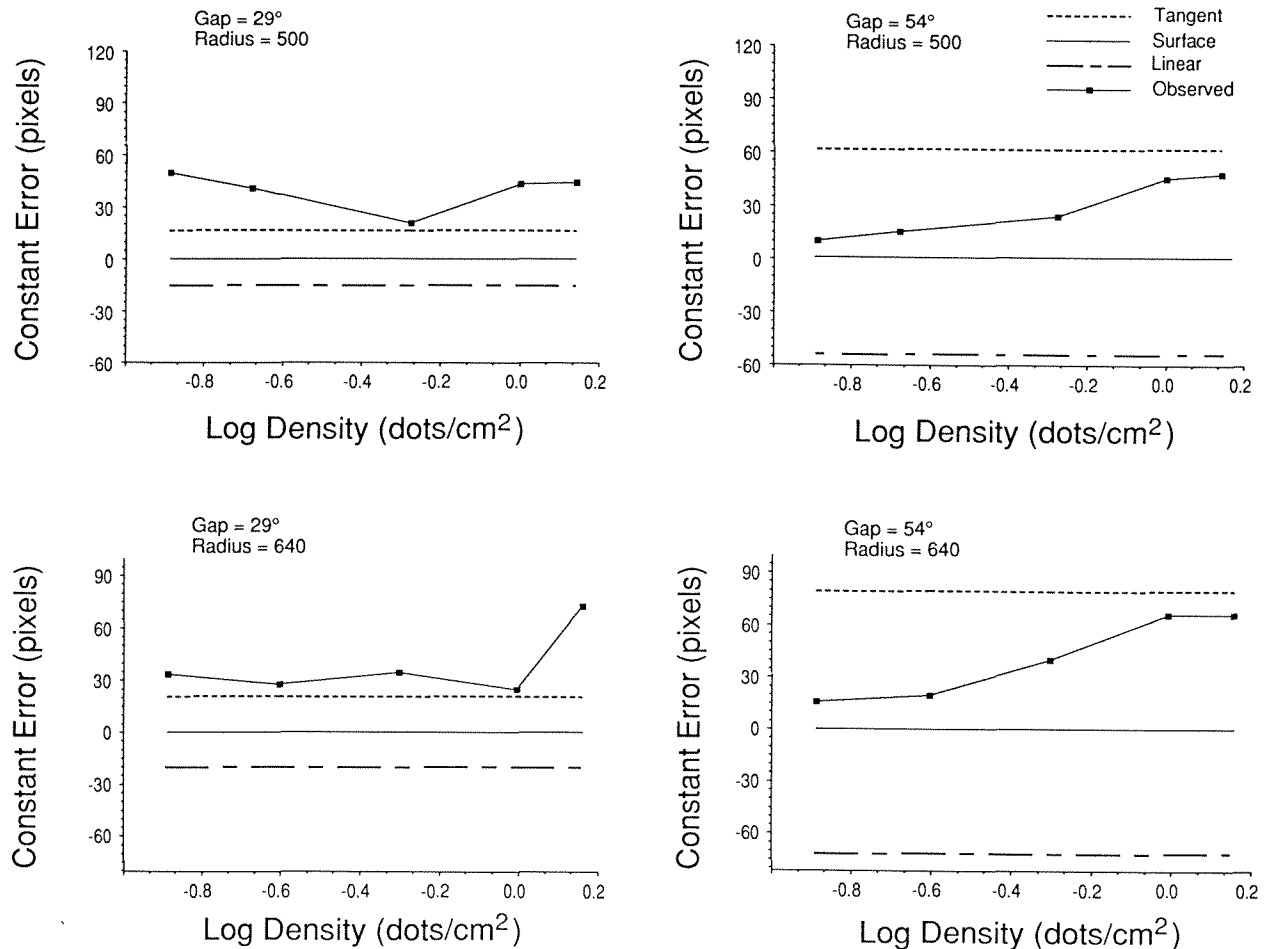 Gap = 29°
Radius = 500
Constant Error (pixels)
120
90
60
30
0
-30
-60
-0.8 -0.6 -0.4 -0.2 0.0 0.2
Log Density (dots/cm²)
Gap = 54°
Radius = 500
Tangent
Surface
Linear
Observed
Constant Error (pixels)
120
90
60
30
0
-30
-60
-0.8 -0.6 -0.4 -0.2 0.0 0.2
Log Density (dots/cm²)
Gap = 29°
Radius = 640
Constant Error (pixels)
90
60
30
0
-30
-60
-0.8 -0.6 -0.4 -0.2 0.0 0.2
Log Density (dots/cm²)
Gap = 54°
Radius = 640
Constant Error (pixels)
90
60
30
0
-30
-60
-0.8 -0.6 -0.4 -0.2 0.0 0.2
Log Density (dots/cm²)